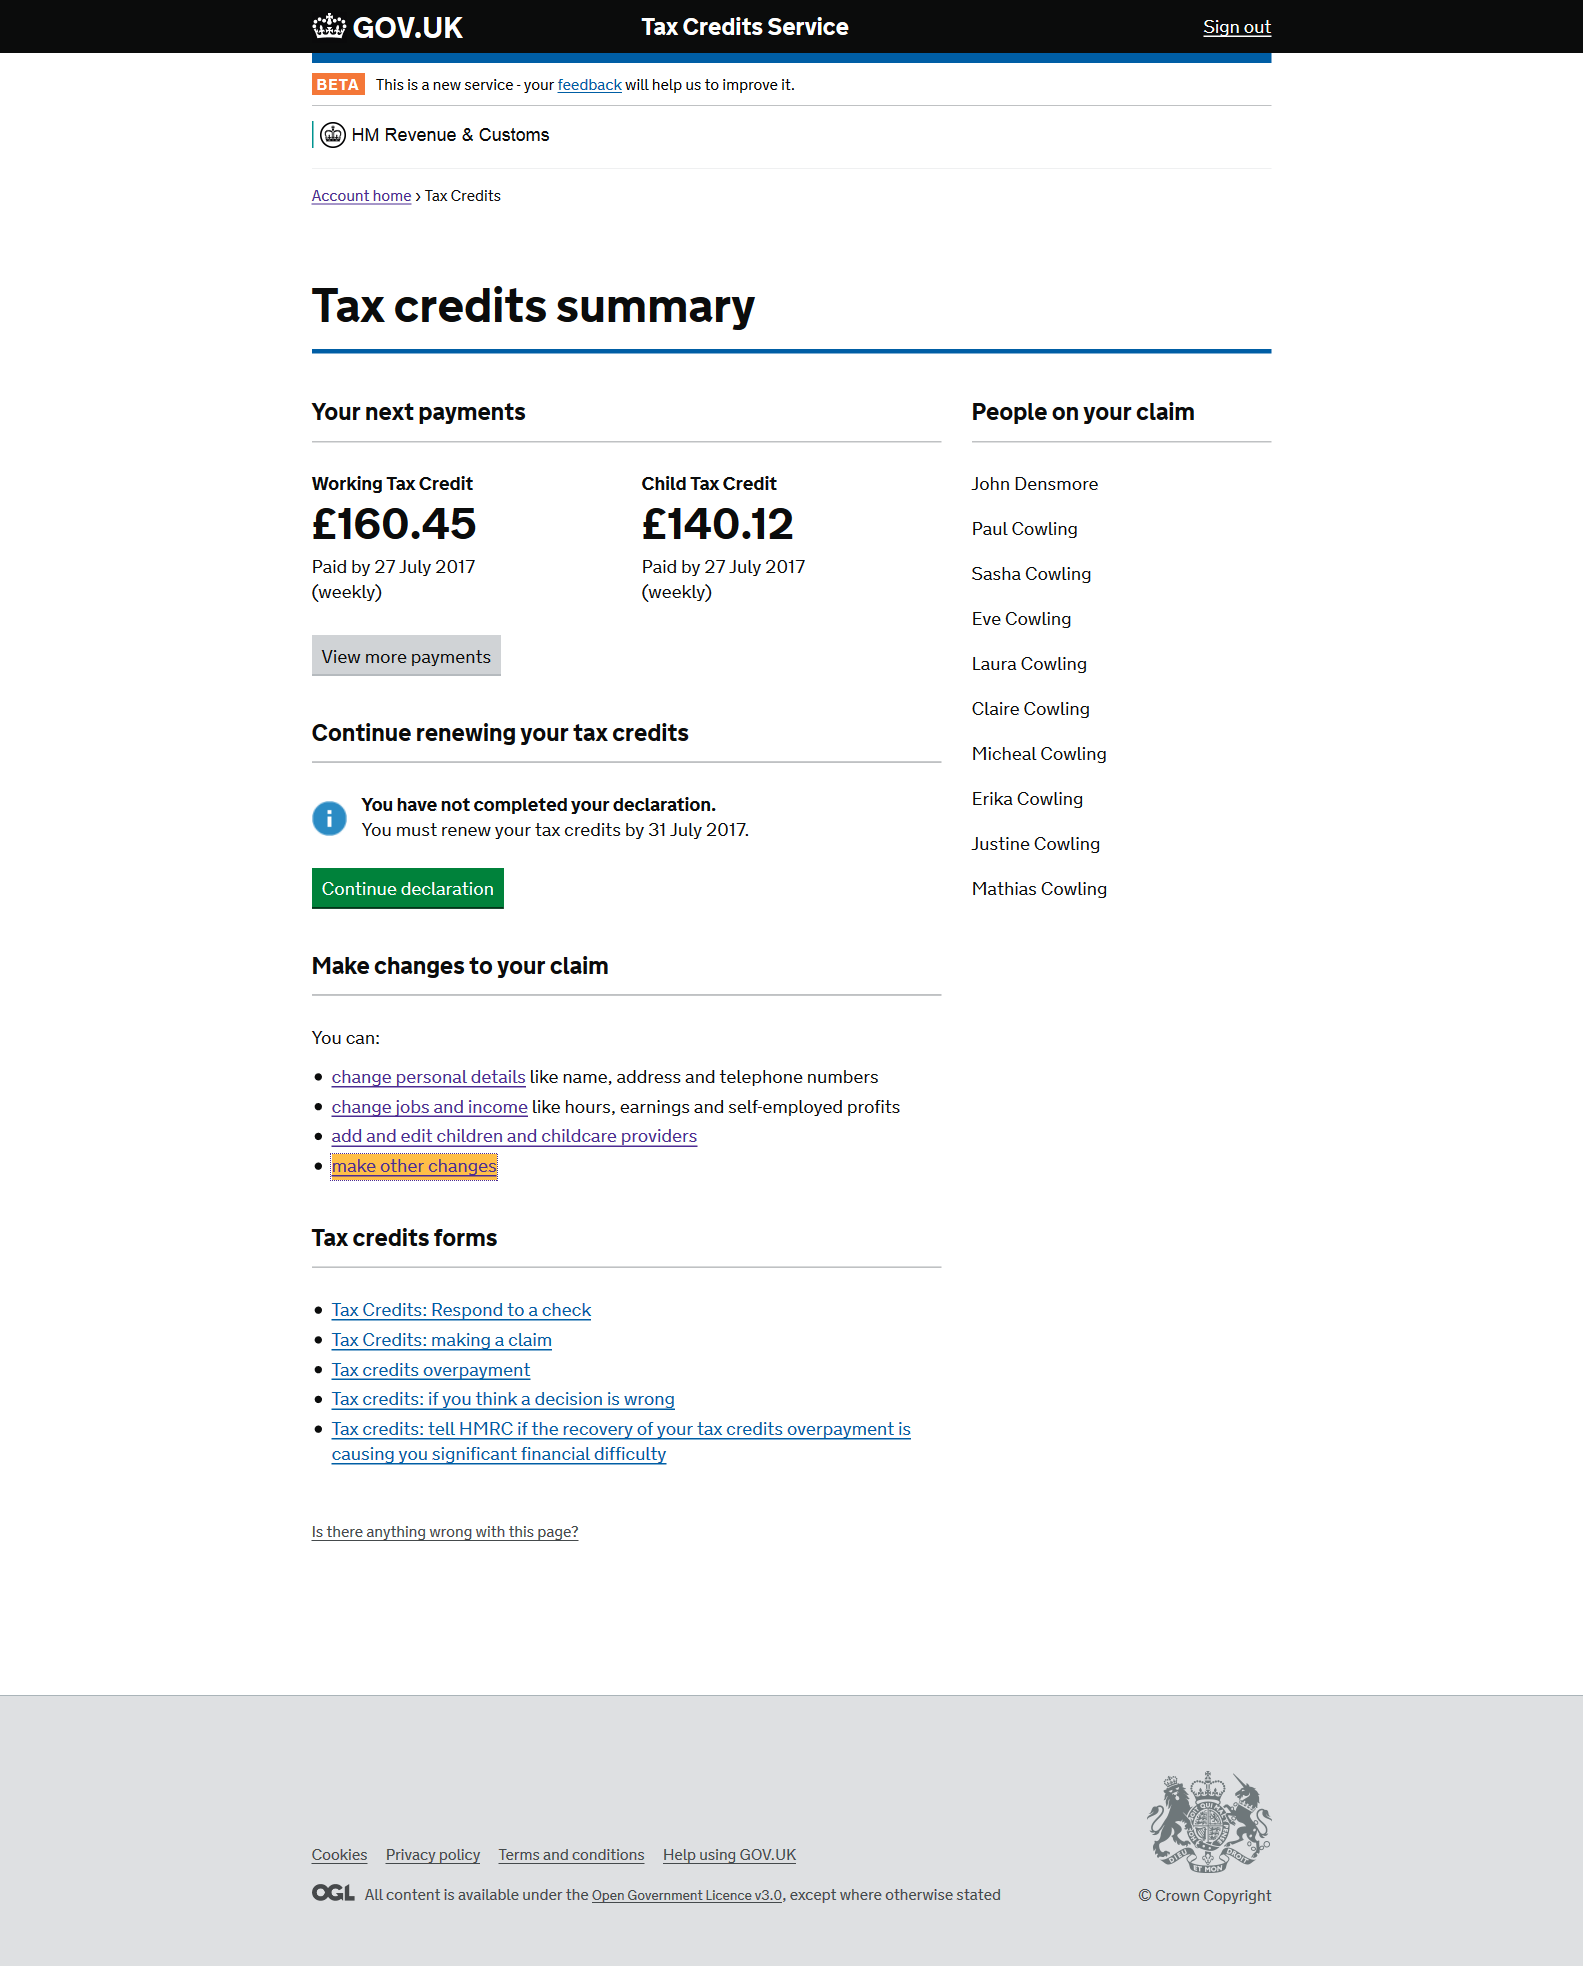 GOV.UK
Tax Credits Service
Sign out
BETA This is a new service - your feedback will help us to improve it.
HM Revenue & Customs
Account home › Tax Credits
Tax credits summary
Your next payments
Working Tax Credit
£160.45
Paid by 27 July 2017
(weekly)
Child Tax Credit
£140.12
Paid by 27 July 2017
(weekly)
View more payments
Continue renewing your tax credits
You have not completed your declaration.
You must renew your tax credits by 31 July 2017.
Continue declaration
Make changes to your claim
You can:
change personal details like name, address and telephone numbers
change jobs and income like hours, earnings and self-employed profits
add and edit children and childcare providers
make other changes
Tax credits forms
Tax Credits: Respond to a check
Tax Credits: making a claim
Tax credits overpayment
Tax credits: if you think a decision is wrong
Tax credits: tell HMRC if the recovery of your tax credits overpayment is
causing you significant financial difficulty
Is there anything wrong with this page?
People on your claim
John Densmore
Paul Cowling
Sasha Cowling
Eve Cowling
Laura Cowling
Claire Cowling
Micheal Cowling
Erika Cowling
Justine Cowling
Mathias Cowling
Cookies Privacy policy Terms and conditions Help using GOV.UK
OGL All content is available under the Open Government Licence v3.0, except where otherwise stated
DIEU ET MON DROIT
© Crown Copyright